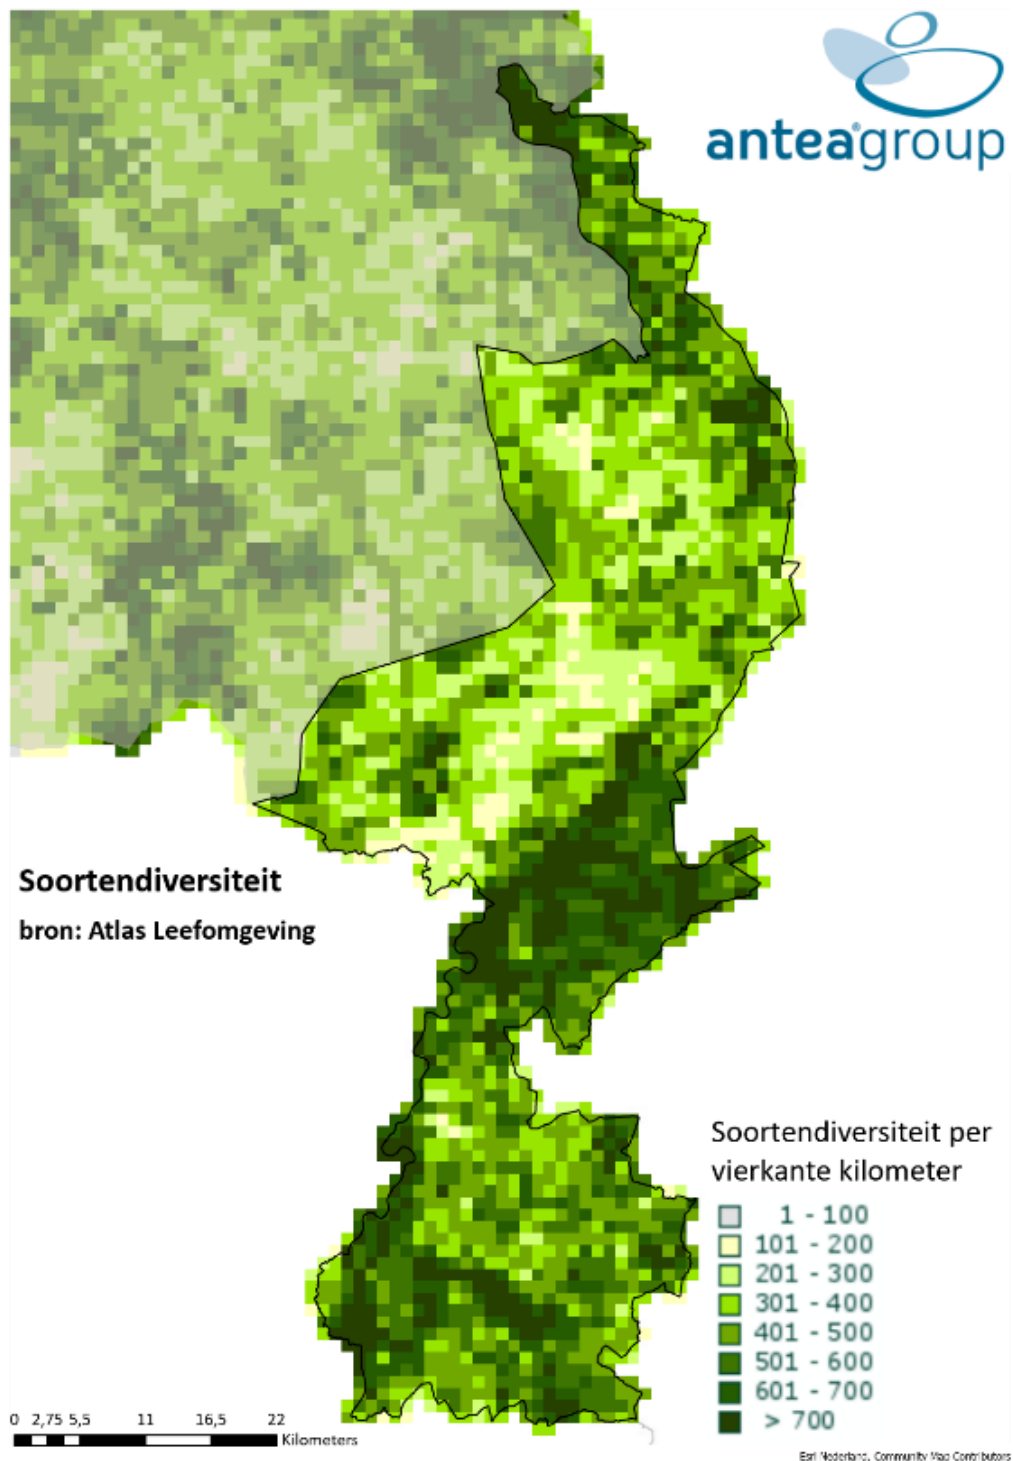 anteagroup
Soortendiversiteit
bron: Atlas Leefomgeving
Soortendiversiteit per
vierkante kilometer
1 - 100
101 - 200
201 - 300
301 - 400
401 - 500
501 - 600
601 - 700
> 700
0 2,75 5,5 11 16,5 22
Kilometers
Esri Nederland, Community Map Contributors